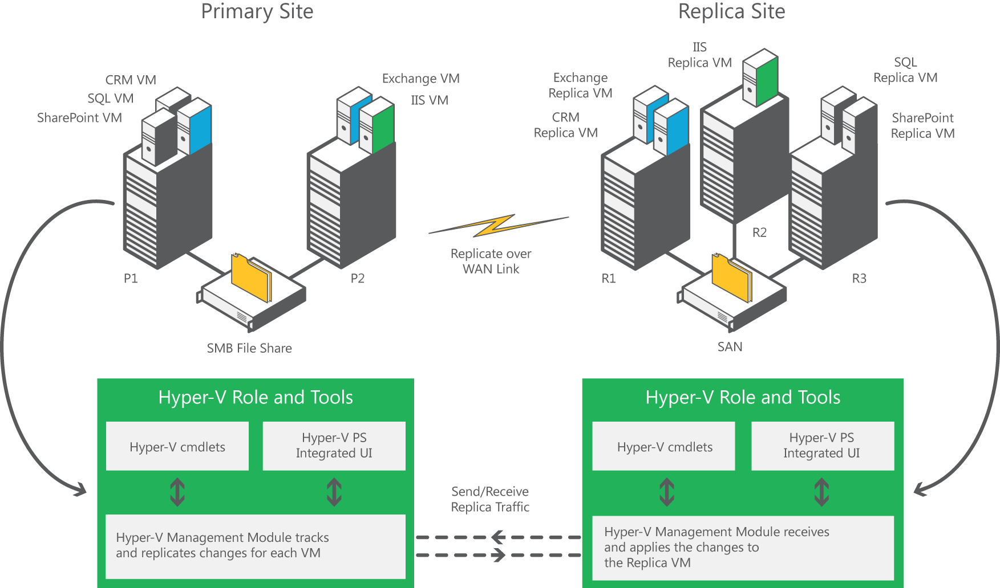 Primary Site
Replica Site
CRM VM
SQL VM
SharePoint VM
Exchange VM
IIS VM
IIS
Replica VM
Exchange
Replica VM
CRM
Replica VM
SQL
Replica VM
SharePoint
Replica VM
P1
P2
Replicate over
WAN Link
R1
R2
R3
SMB File Share
SAN
Hyper-V Role and Tools
Hyper-V cmdlets
Hyper-V PS
Integrated UI
Hyper-V Management Module tracks
and replicates changes for each VM
Send/Receive
Replica Traffic
Hyper-V Role and Tools
Hyper-V cmdlets
Hyper-V PS
Integrated UI
Hyper-V Management Module receives
and applies the changes to
the Replica VM